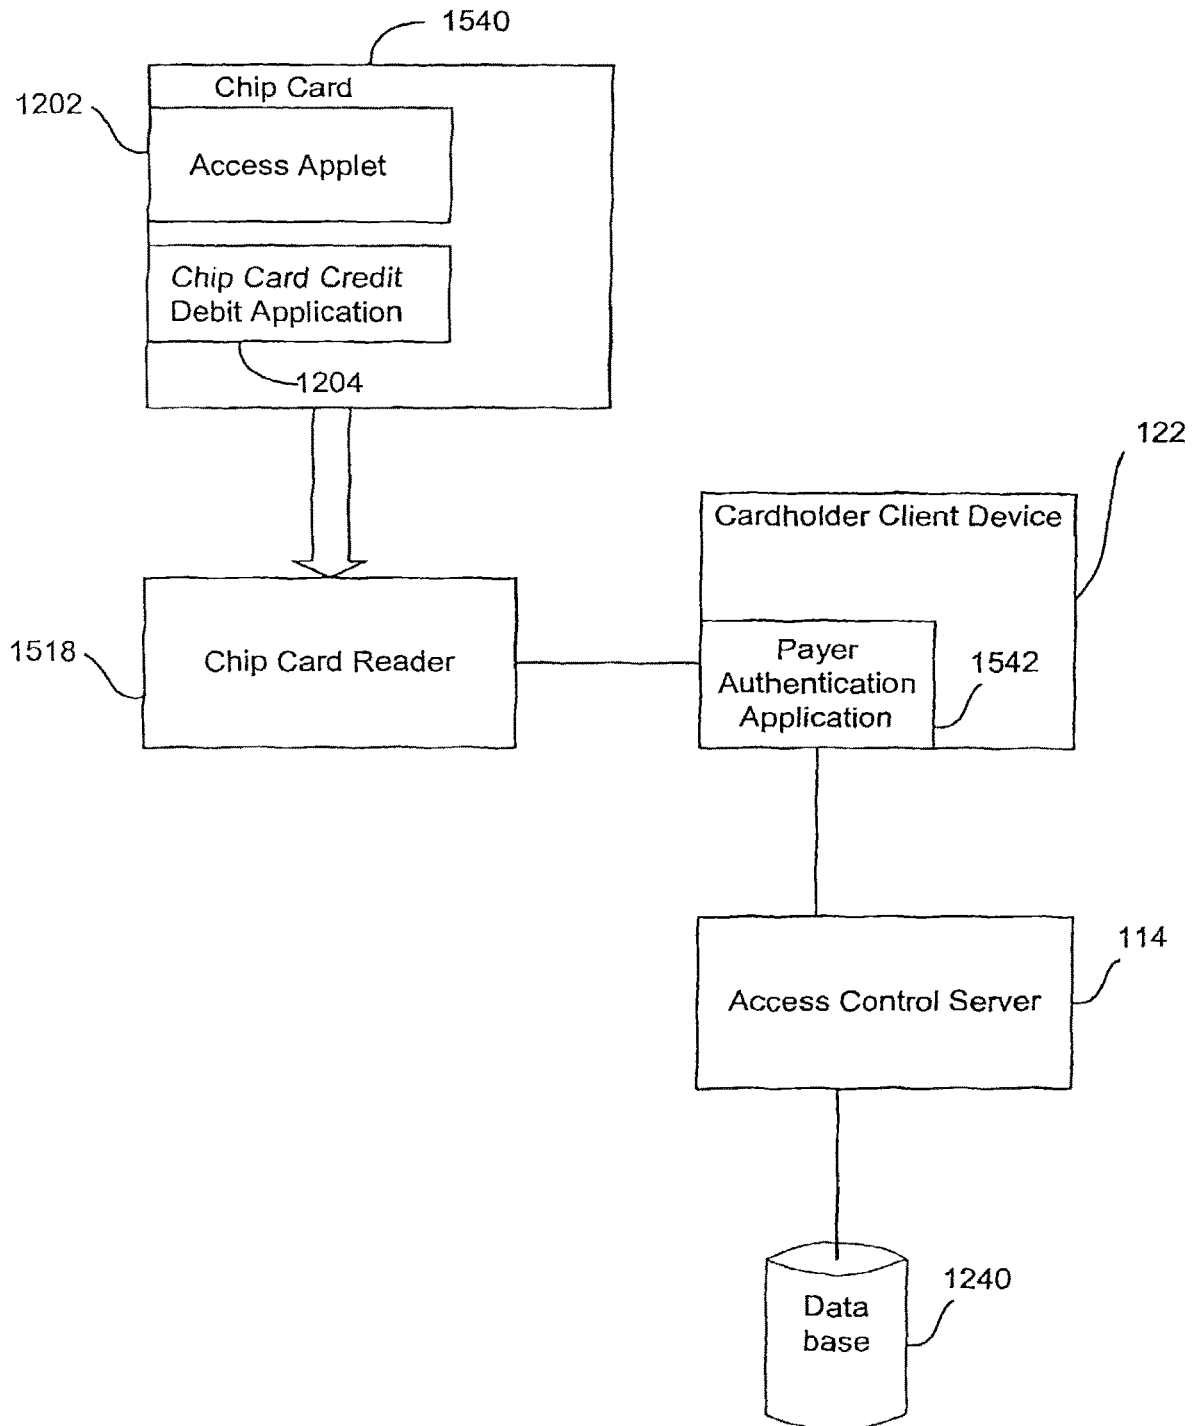 1540
Chip Card
1202
Access Applet
Chip Card Credit
Debit Application
1204
122
Cardholder Client Device
1518
Chip Card Reader
Payer
Authentication
Application
1542
114
Access Control Server
1240
Data
base